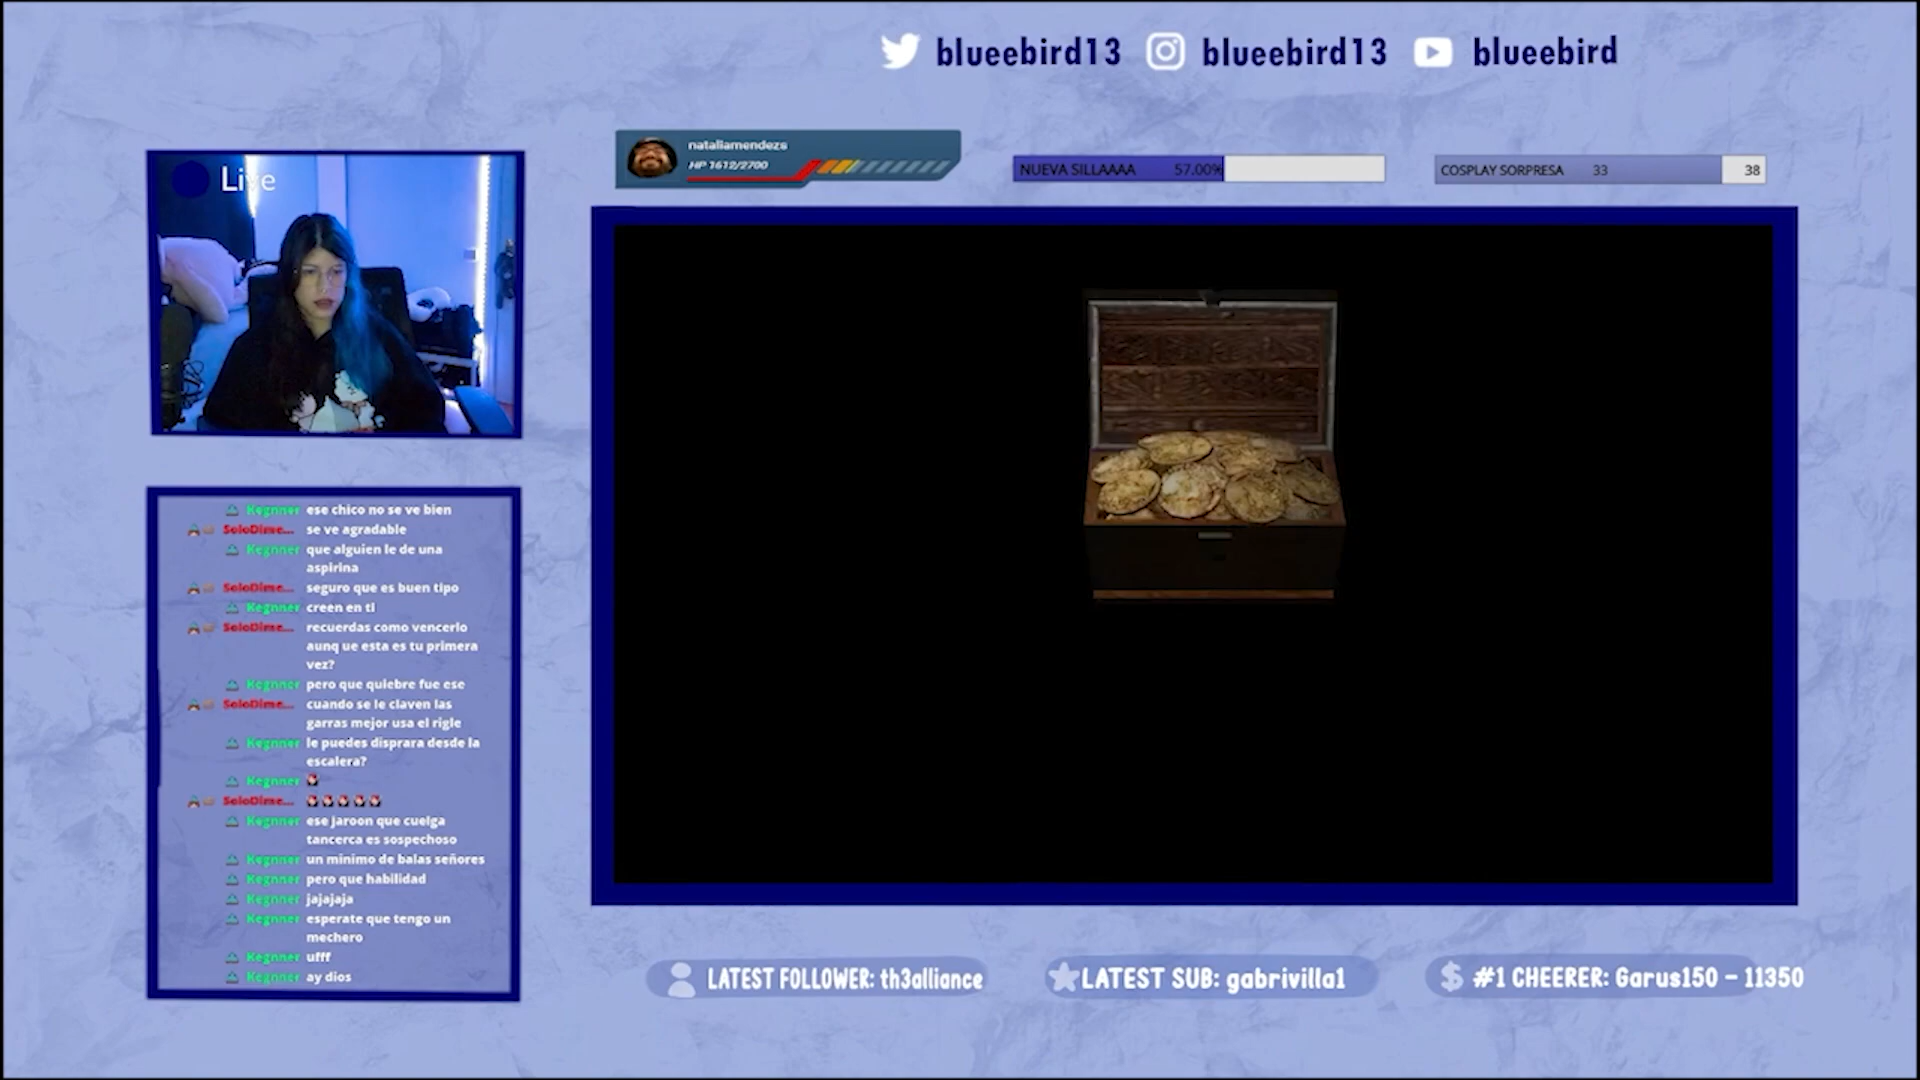 blueebird13 blueebird13 blueebird
nataliamendezs
HP 1612/2700
NUEVA SILLAAAA 57.00%
COSPLAY SORPRESA 33 38
Live
Kegnner ese chico no se ve bien
SoloDime... se ve agradable
Kegnner que alguien le de una
aspirina
SoloDime... seguro que es buen tipo
Kegnner creen en ti
SoloDime... recuerdas como vencerlo
aunq ue esta es tu primera
vez?
Kegnner pero que quiebre fue ese
SoloDime... cuando se le claven las
garras mejor usa el rigle
Kegnner le puedes disprara desde la
escalera?
Kegnner
SoloDime...
Kegnner ese jaroon que cuelga
tancerca es sospechoso
Kegnner un minimo de balas señores
Kegnner pero que habilidad
Kegnner jajajaja
Kegnner esperate que tengo un
mechero
Kegnner ufff
Kegnner ay dios
LATEST FOLLOWER: th3alliance
LATEST SUB: gabrivilla1
$ #1 CHEERER: Garus150 - 11350